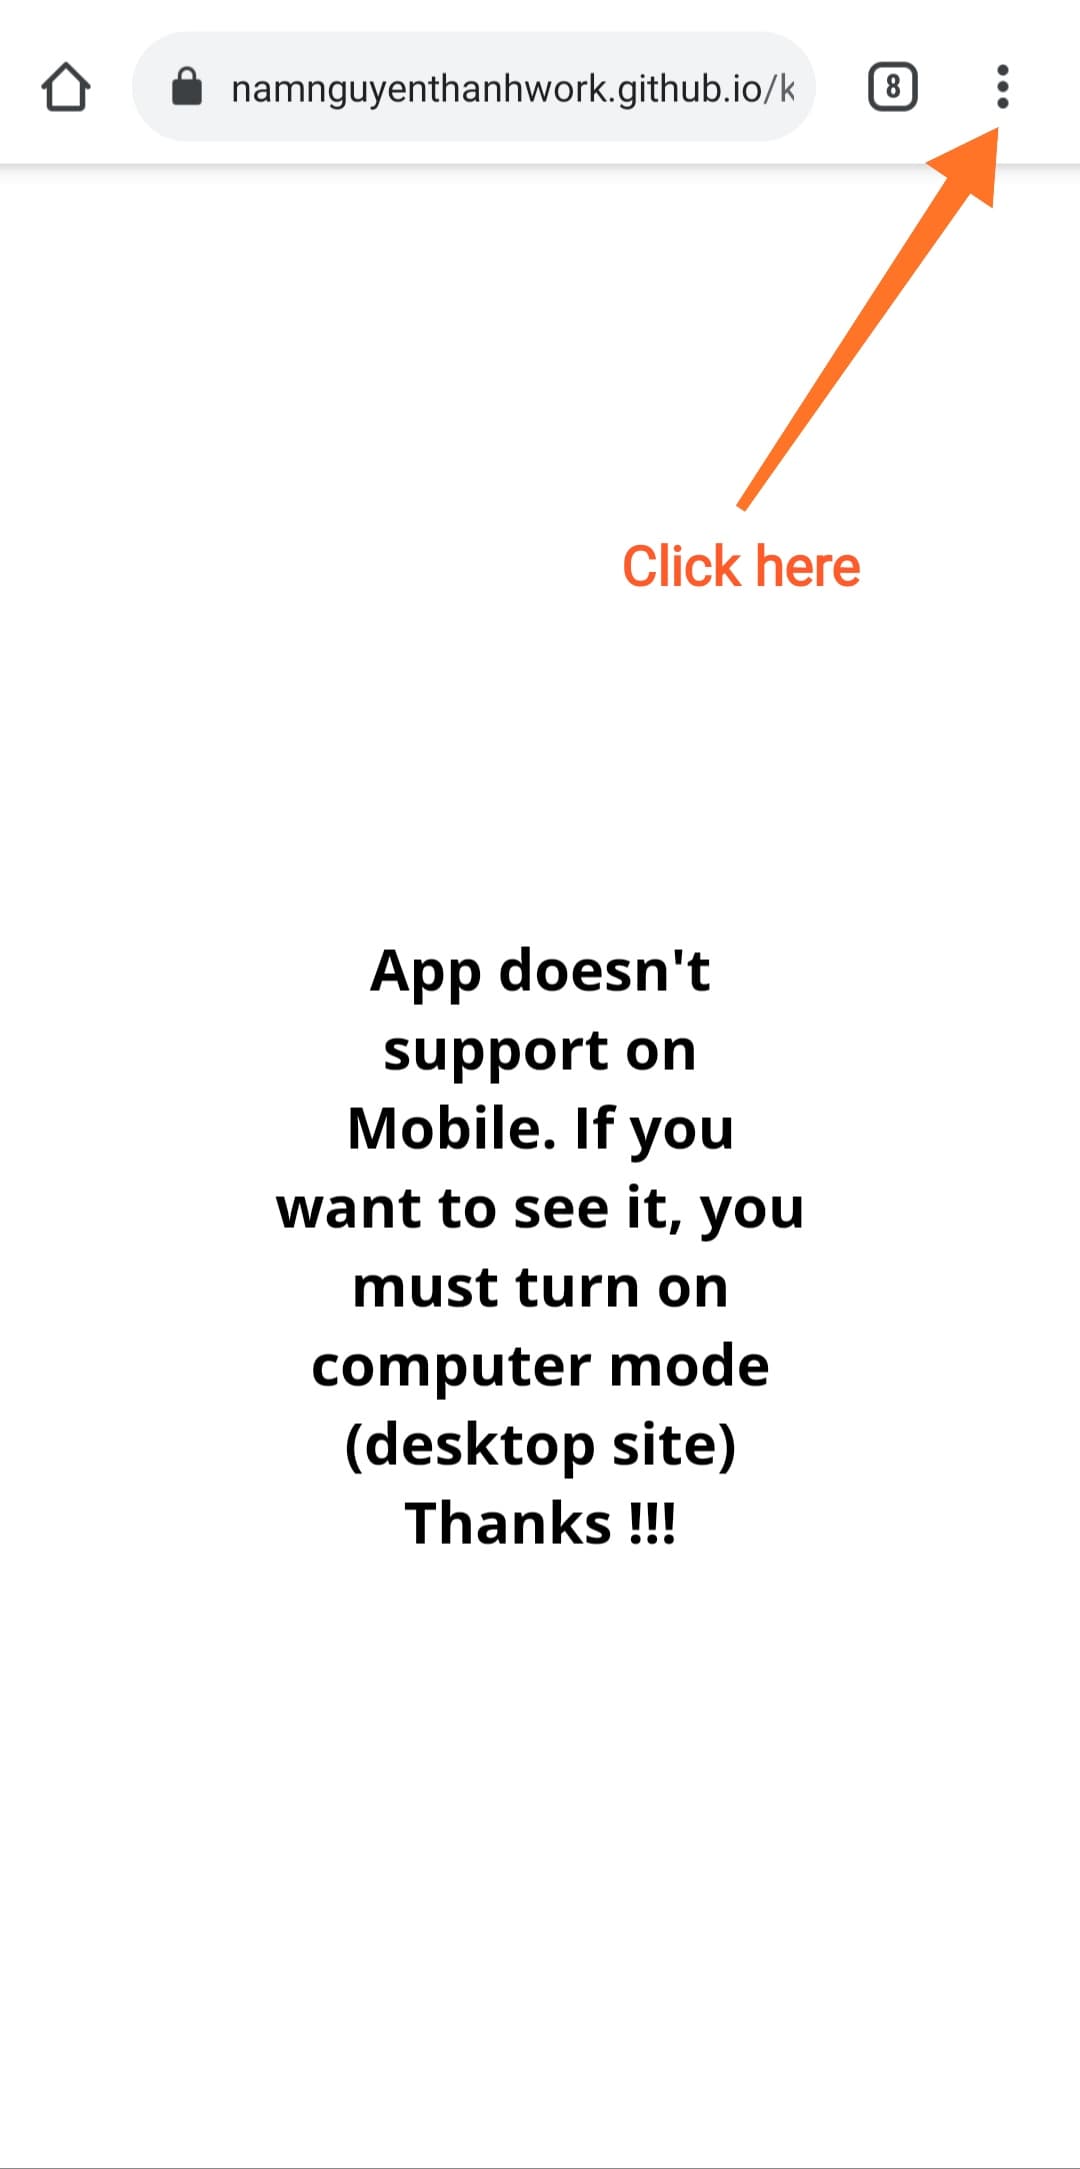 namnguyenthanhwork.github.io/k
8
Click here
App doesn't
support on
Mobile. If you
want to see it, you
must turn on
computer mode
(desktop site)
Thanks !!!